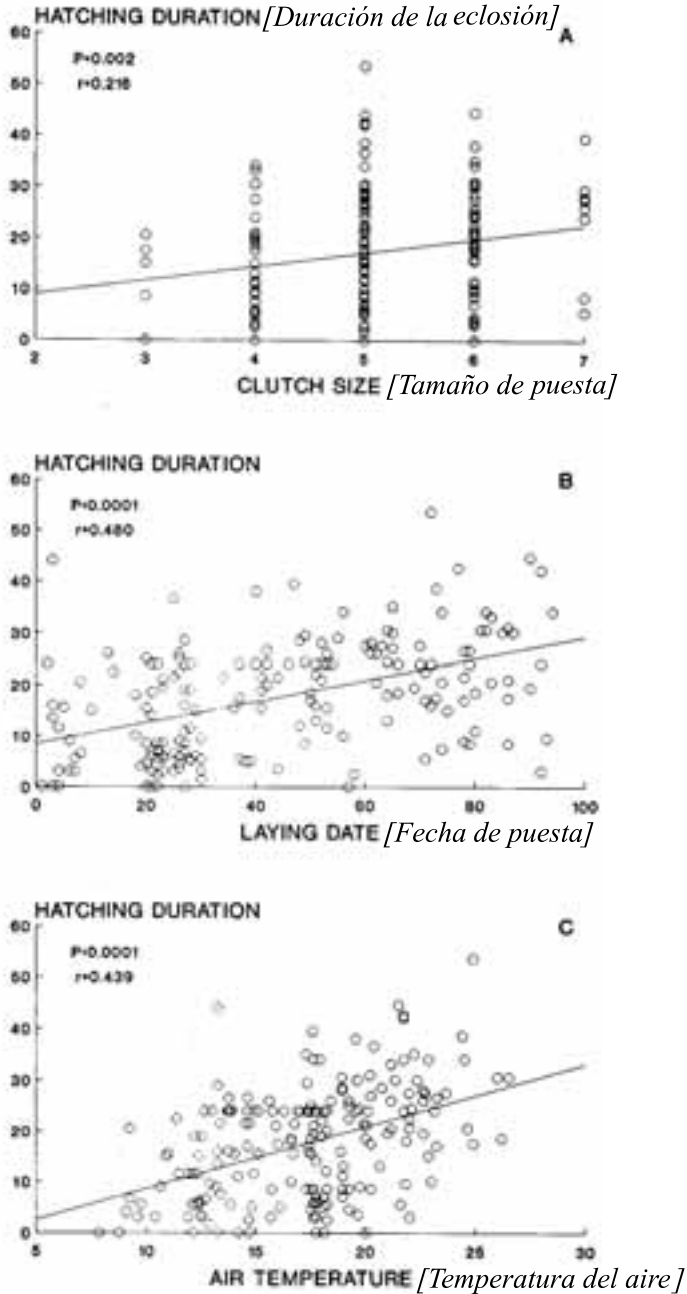 HATCHING DURATION [Duración de la eclosión]
A
P=0.002
r=0.216
60
50
40
30
20
10
0
2 3 4 5 6 7
CLUTCH SIZE [Tamaño de puesta]
HATCHING DURATION
B
P<0.0001
r=0.480
60
50
40
30
20
10
0
0 20 40 60 80 100
LAYING DATE [Fecha de puesta]
HATCHING DURATION
C
P<0.0001
r=0.439
60
50
40
30
20
10
0
5 10 15 20 25 30
AIR TEMPERATURE [Temperatura del aire]